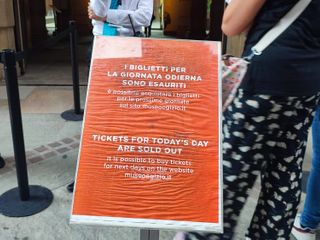 I BIGLIETTI PER
LA GIORNATA ODIERNA
SONO ESAURITI
è possibile acquistare i biglietti
per le prossime giornate
sul sito museoegizio.it
TICKETS FOR TODAY'S DAY
ARE SOLD OUT
it is possible to buy tickets
for next days on the website
museoegizio.it